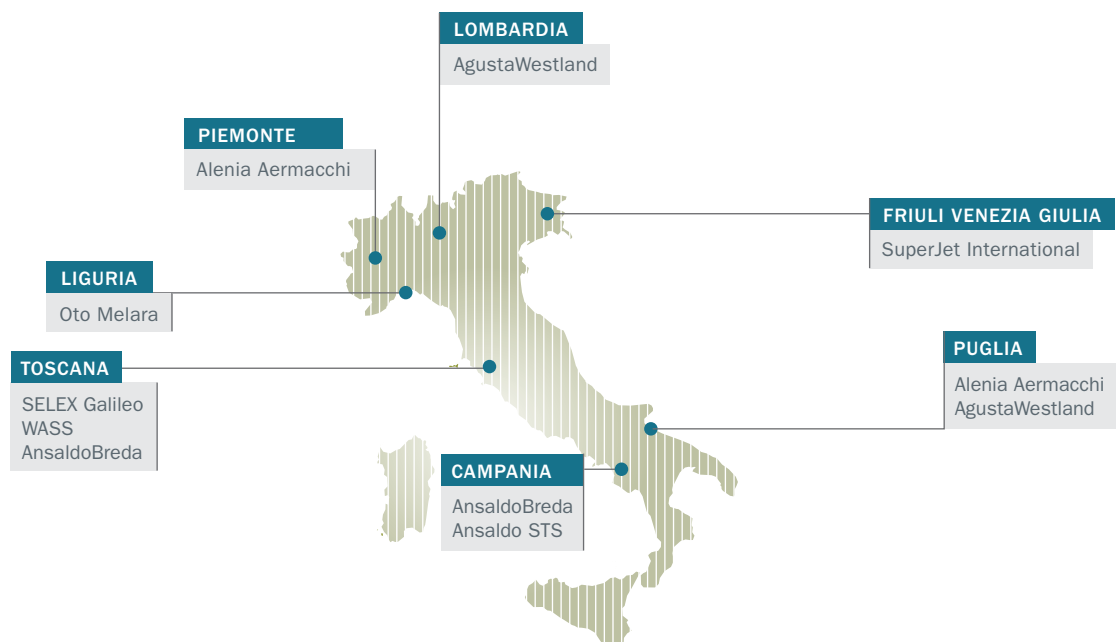 LOMBARDIA
AgustaWestland
PIEMONTE
Alenia Aermacchi
FRIULI VENEZIA GIULIA
SuperJet International
LIGURIA
Oto Melara
TOSCANA
SELEX Galileo
WASS
AnsaldoBreda
PUGLIA
Alenia Aermacchi
AgustaWestland
CAMPANIA
AnsaldoBreda
Ansaldo STS